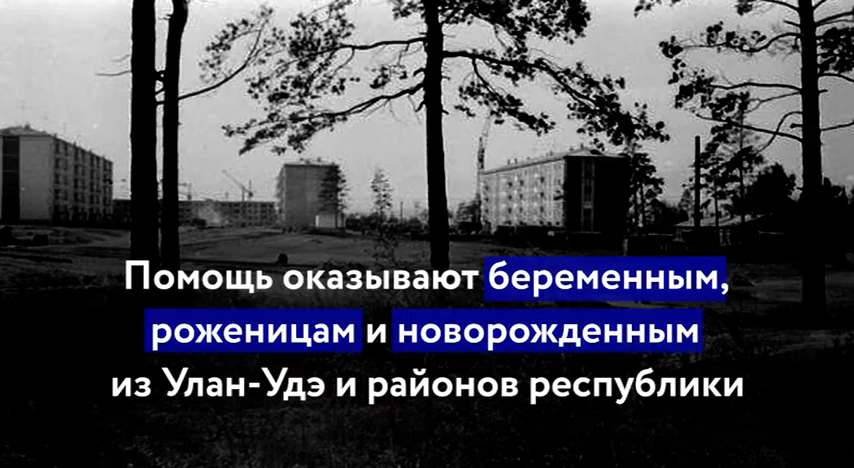 Помощь оказывают беременным,
роженицам и новорожденным
из Улан-Удэ и районов республики